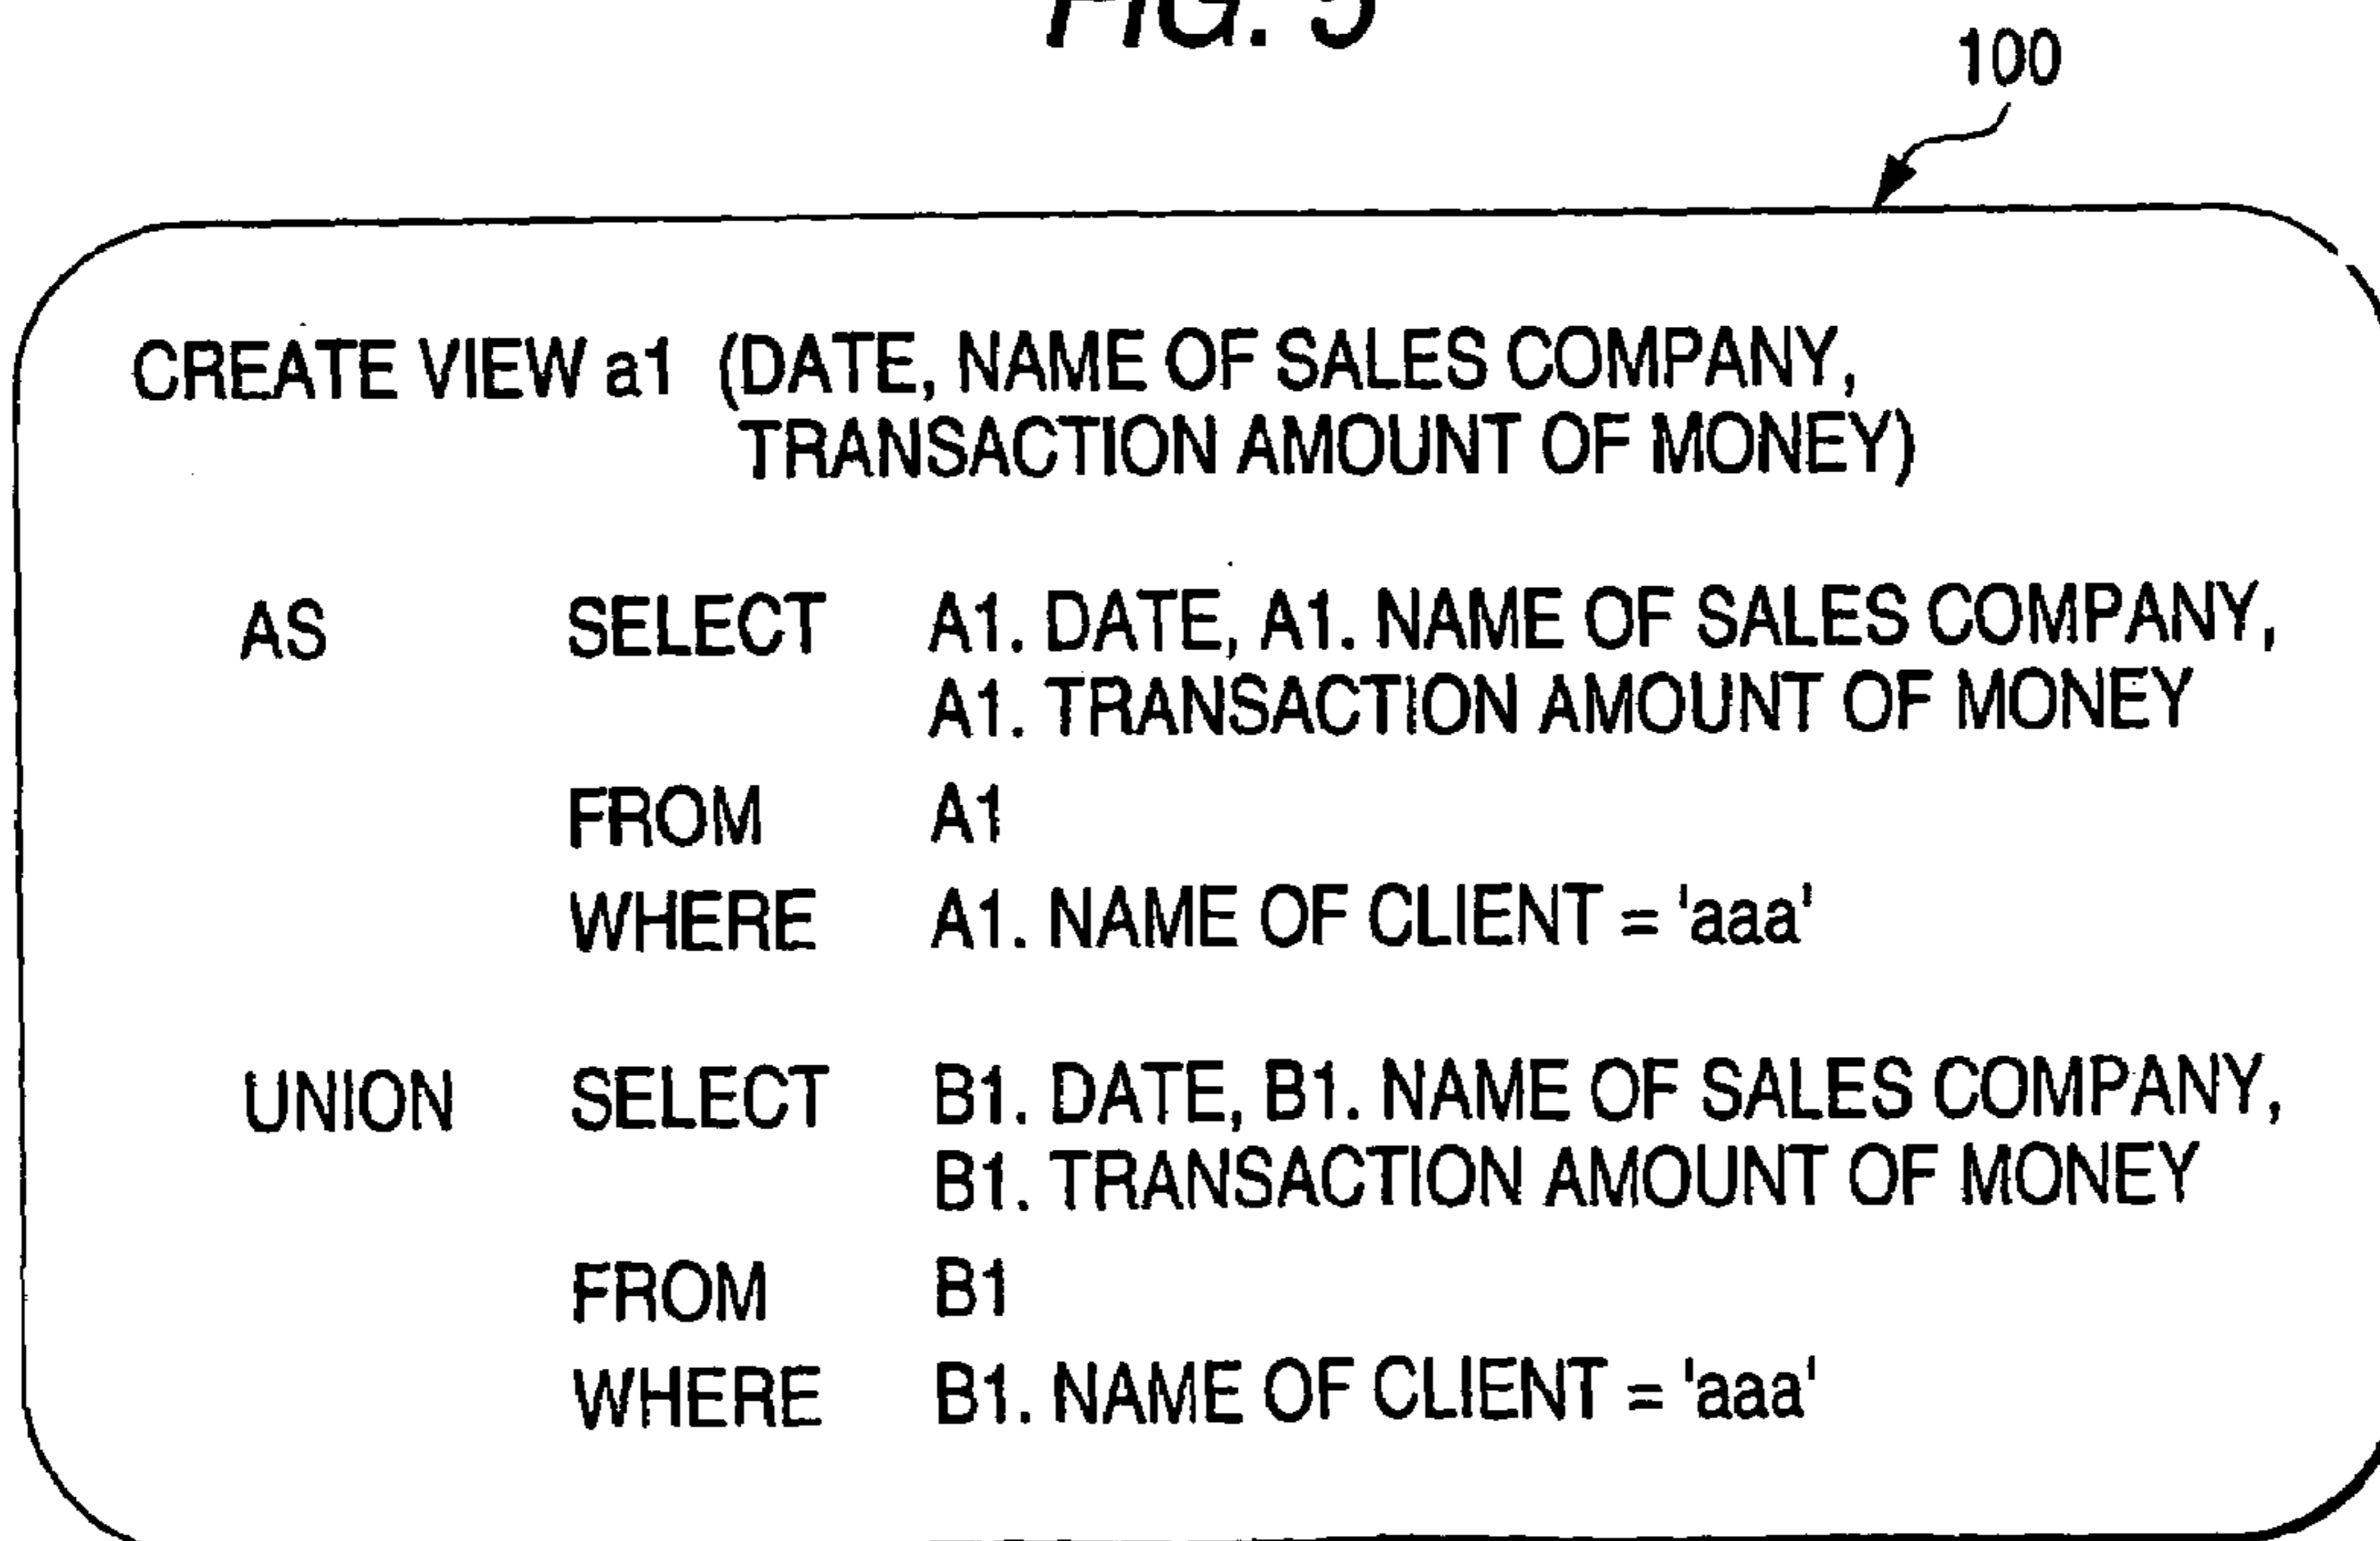 FIG. 5
100
CREATE VIEW a1 (DATE, NAME OF SALES COMPANY,
TRANSACTION AMOUNT OF MONEY)
AS SELECT A1. DATE, A1. NAME OF SALES COMPANY,
A1. TRANSACTION AMOUNT OF MONEY
FROM A1
WHERE A1. NAME OF CLIENT = 'aaa'
UNION SELECT B1. DATE, B1. NAME OF SALES COMPANY,
B1. TRANSACTION AMOUNT OF MONEY
FROM B1
WHERE B1. NAME OF CLIENT = 'aaa'